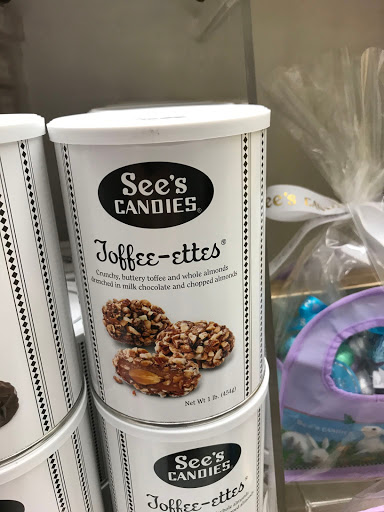 See's
CANDIES®
Toffee-ettes®
Crunchy, buttery toffee and whole almonds
drenched in milk chocolate and chopped almonds
Net Wt 1 lb. (454g)
See's
CANDIES®
Toffee-ettes®
See's